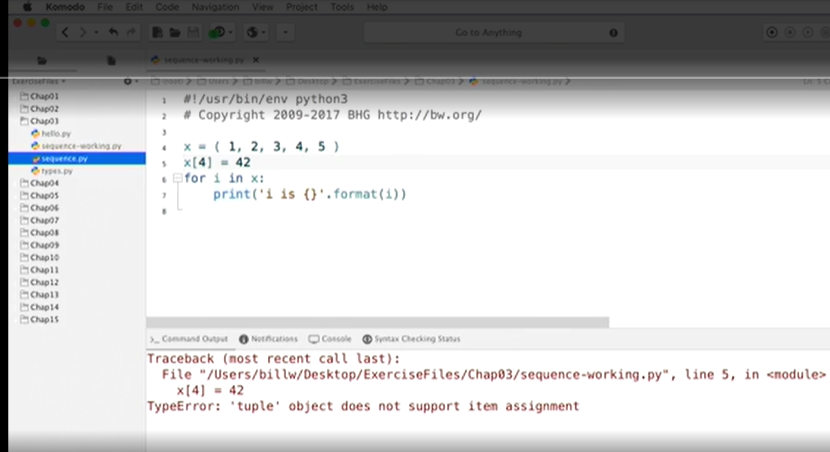 Komodo File Edit Code Navigation View Project Tools Help
Go to Anything
sequence-working.py
ExerciseFiles
(root) Users billw Desktop ExerciseFiles Chap03 sequence-working.py
Chap01
Chap02
Chap03
hello.py
sequence-working.py
sequence.py
types.py
Chap04
Chap05
Chap06
Chap07
Chap08
Chap09
Chap10
Chap11
Chap12
Chap13
Chap14
Chap15
1 #!/usr/bin/env python3
2 # Copyright 2009-2017 BHG http://bw.org/
3
4 x = ( 1, 2, 3, 4, 5 )
5 x[4] = 42
6 for i in x:
7 print('i is {}'.format(i))
8
Command Output Notifications Console Syntax Checking Status
Traceback (most recent call last):
File "/Users/billw/Desktop/ExerciseFiles/Chap03/sequence-working.py", line 5, in <module>
x[4] = 42
TypeError: 'tuple' object does not support item assignment